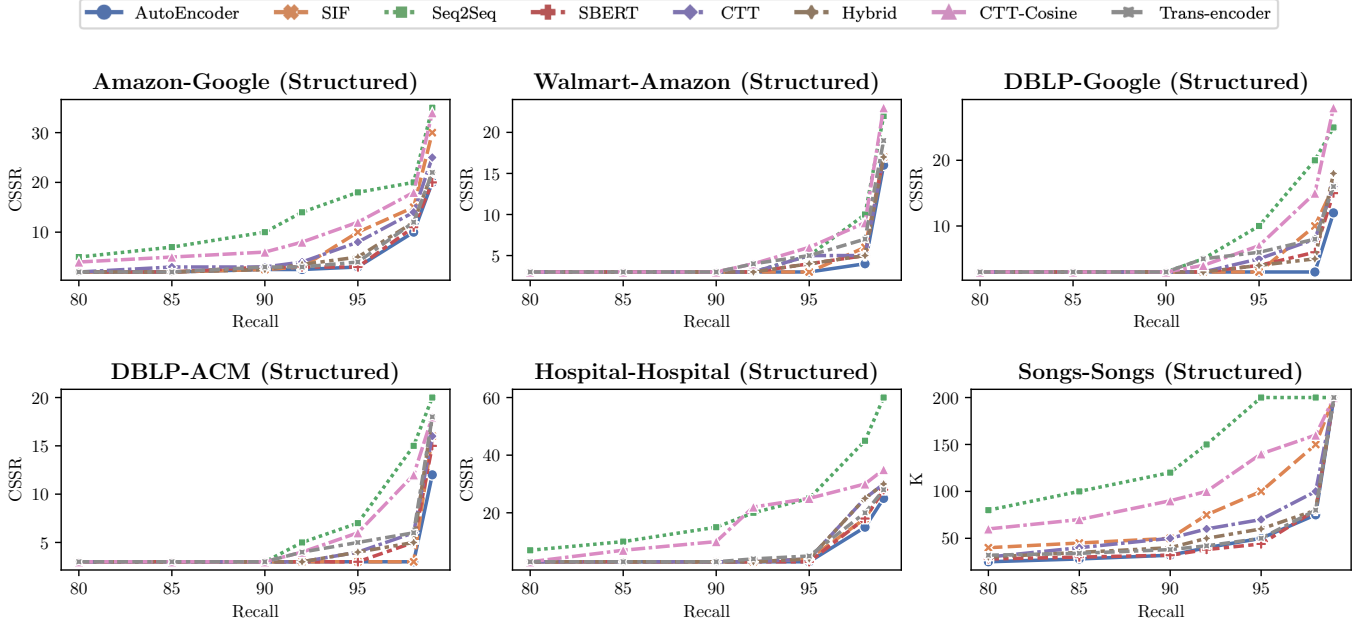 AutoEncoder SIF Seq2Seq SBERT CTT Hybrid CTT-Cosine Trans-encoder
Amazon-Google (Structured)
CSSR
30
20
10
80 85 90 95
Recall
Walmart-Amazon (Structured)
CSSR
20
15
10
5
80 85 90 95
Recall
DBLP-Google (Structured)
CSSR
20
10
80 85 90 95
Recall
DBLP-ACM (Structured)
CSSR
20
15
10
5
80 85 90 95
Recall
Hospital-Hospital (Structured)
CSSR
60
40
20
80 85 90 95
Recall
Songs-Songs (Structured)
K
200
150
100
50
80 85 90 95
Recall